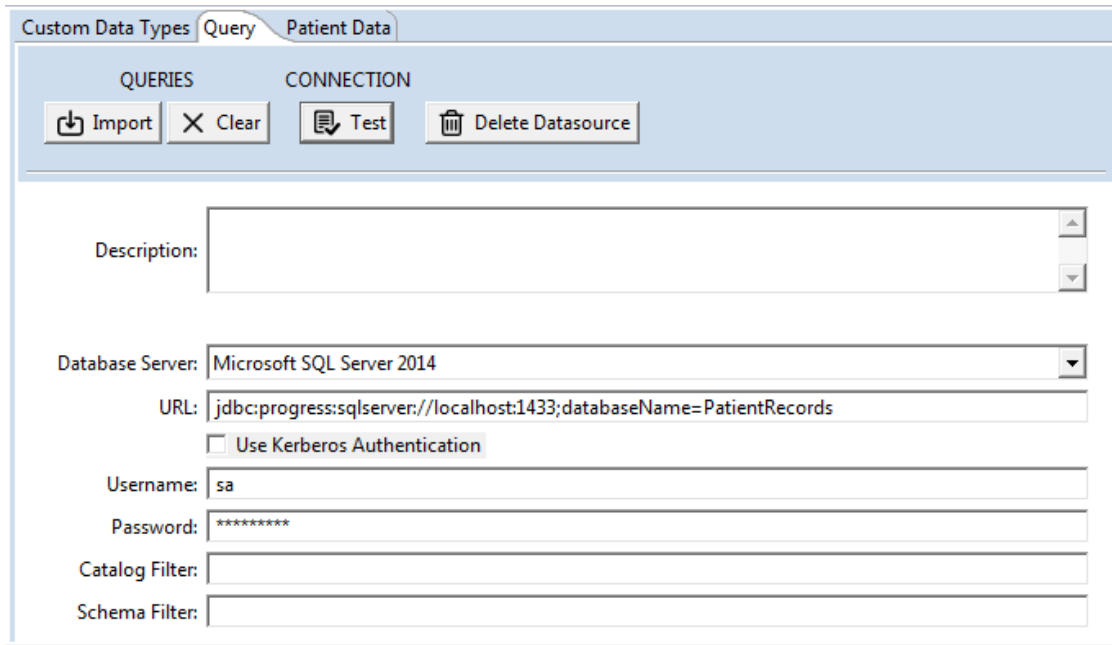 Custom Data Types Query Patient Data
QUERIES CONNECTION
Import Clear Test Delete Datasource
Description:
Database Server: Microsoft SQL Server 2014
URL: jdbc:progress:sqlserver://localhost:1433;databaseName=PatientRecords
Use Kerberos Authentication
Username: sa
Password: *********
Catalog Filter:
Schema Filter: